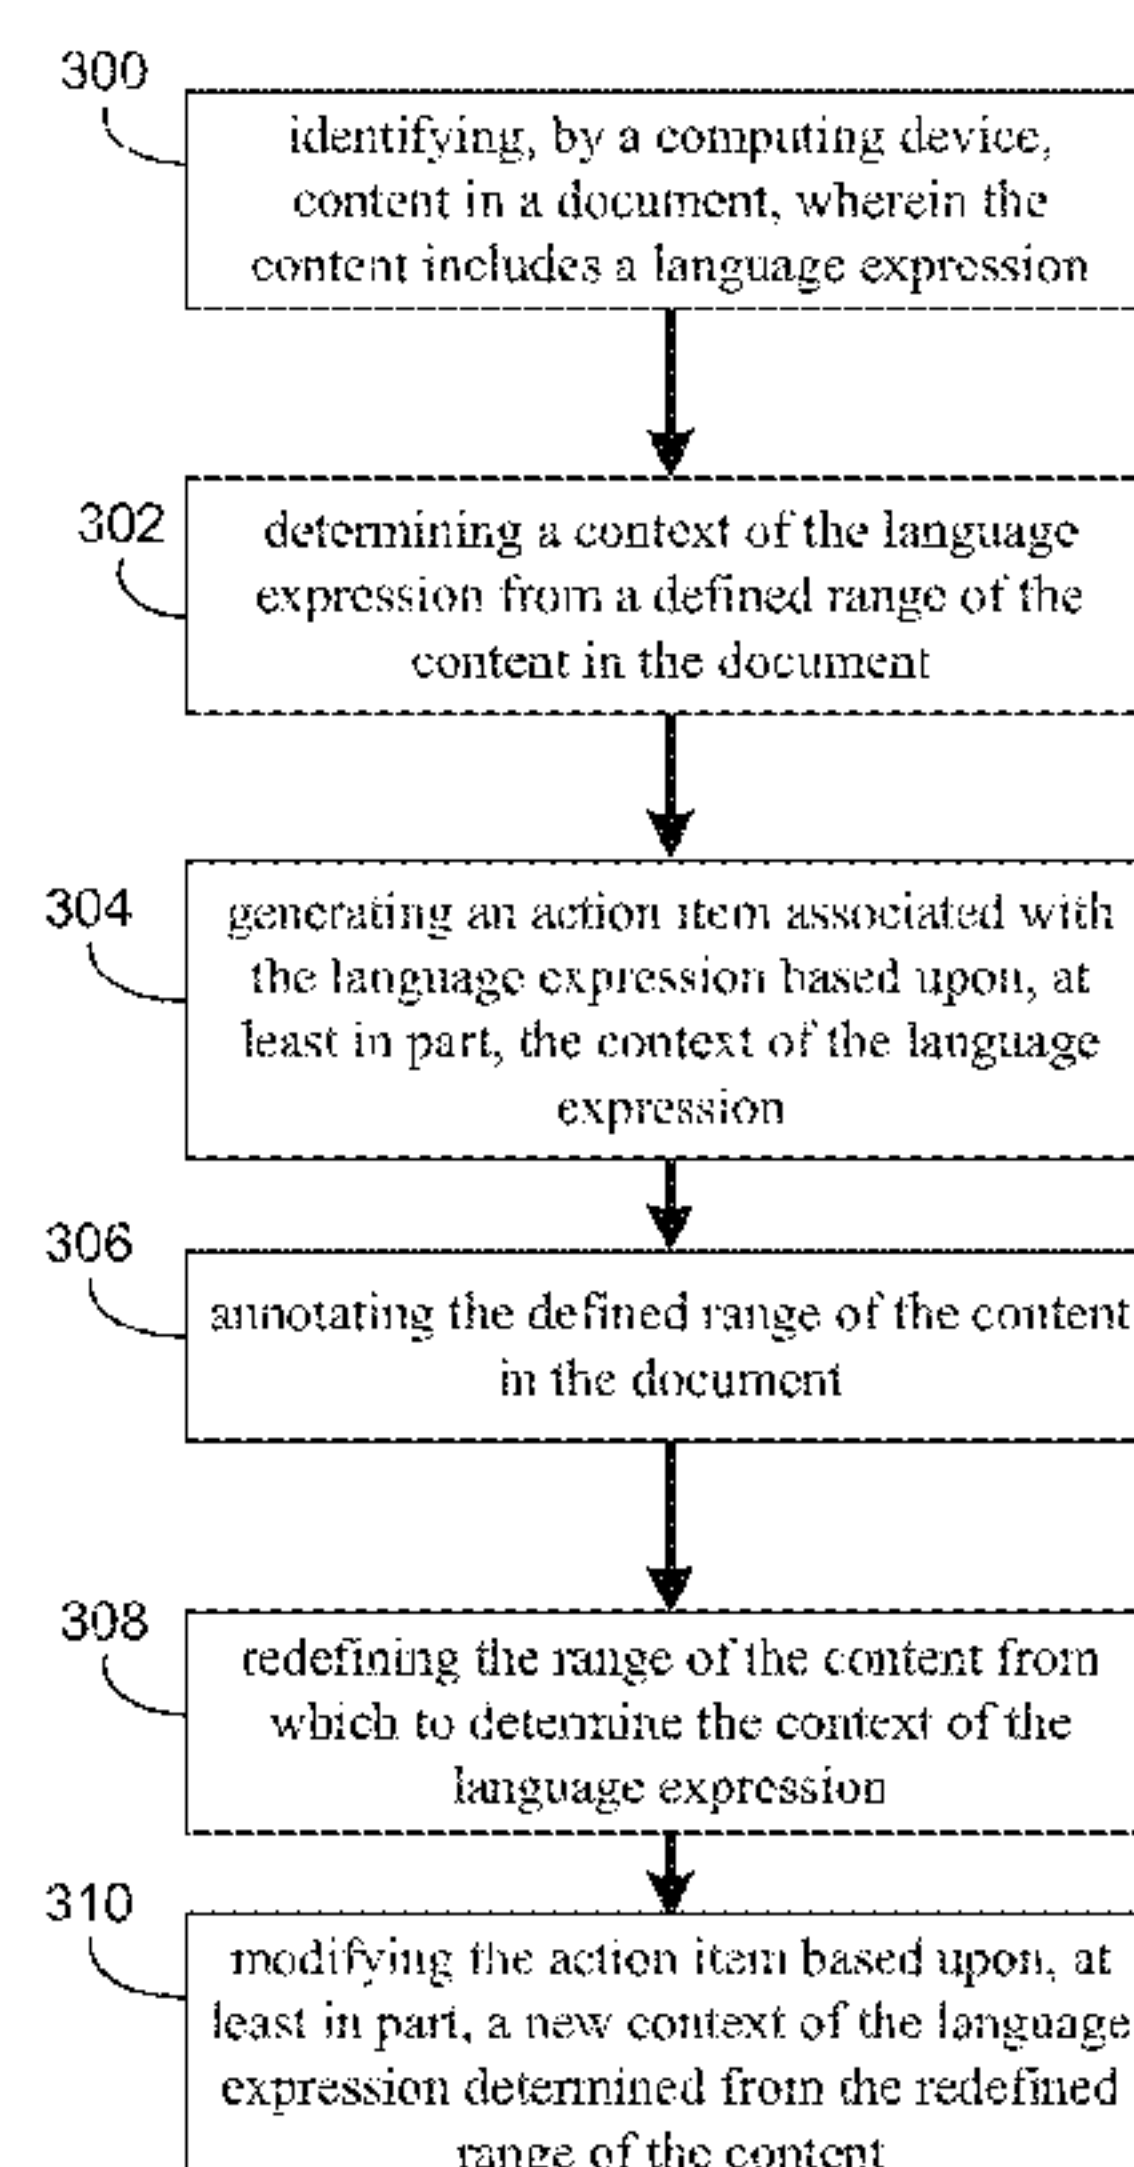 300
identifying, by a computing device,
content in a document, wherein the
content includes a language expression
302
determining a context of the language
expression from a defined range of the
content in the document
304
generating an action item associated with
the language expression based upon, at
least in part, the context of the language
expression
306
annotating the defined range of the content
in the document
308
redefining the range of the content from
which to determine the context of the
language expression
310
modifying the action item based upon, at
least in part, a new context of the language
expression determined from the redefined
range of the content